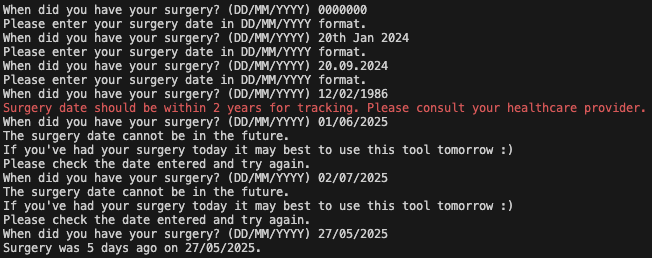 When did you have your surgery? (DD/MM/YYYY) 0000000
Please enter your surgery date in DD/MM/YYYY format.
When did you have your surgery? (DD/MM/YYYY) 20th Jan 2024
Please enter your surgery date in DD/MM/YYYY format.
When did you have your surgery? (DD/MM/YYYY) 20.09.2024
Please enter your surgery date in DD/MM/YYYY format.
When did you have your surgery? (DD/MM/YYYY) 12/02/1986
Surgery date should be within 2 years for tracking. Please consult your healthcare provider.
When did you have your surgery? (DD/MM/YYYY) 01/06/2025
The surgery date cannot be in the future.
If you've had your surgery today it may best to use this tool tomorrow :)
Please check the date entered and try again.
When did you have your surgery? (DD/MM/YYYY) 02/07/2025
The surgery date cannot be in the future.
If you've had your surgery today it may best to use this tool tomorrow :)
Please check the date entered and try again.
When did you have your surgery? (DD/MM/YYYY) 27/05/2025
Surgery was 5 days ago on 27/05/2025.